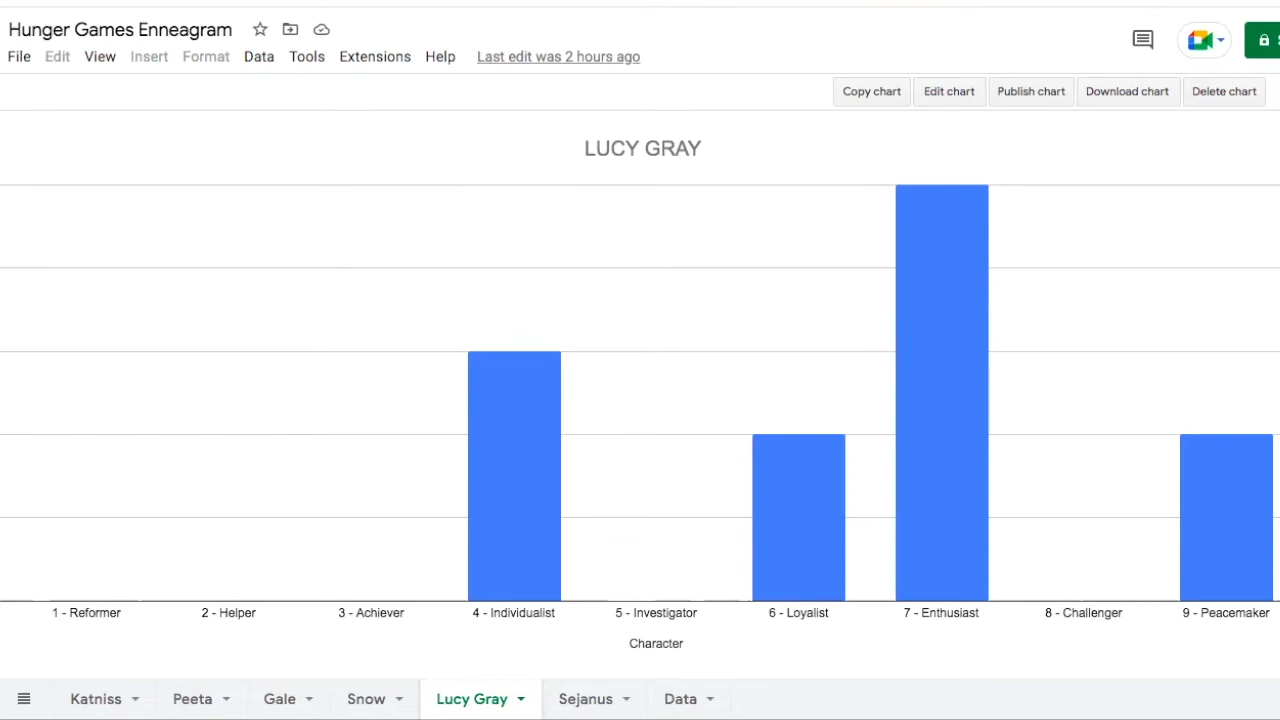 Hunger Games Enneagram
File Edit View Insert Format Data Tools Extensions Help Last edit was 2 hours ago
Copy chart Edit chart Publish chart Download chart Delete chart
LUCY GRAY
1 - Reformer 2 - Helper 3 - Achiever 4 - Individualist 5 - Investigator 6 - Loyalist 7 - Enthusiast 8 - Challenger 9 - Peacemaker
Character
Katniss Peeta Gale Snow Lucy Gray Sejanus Data